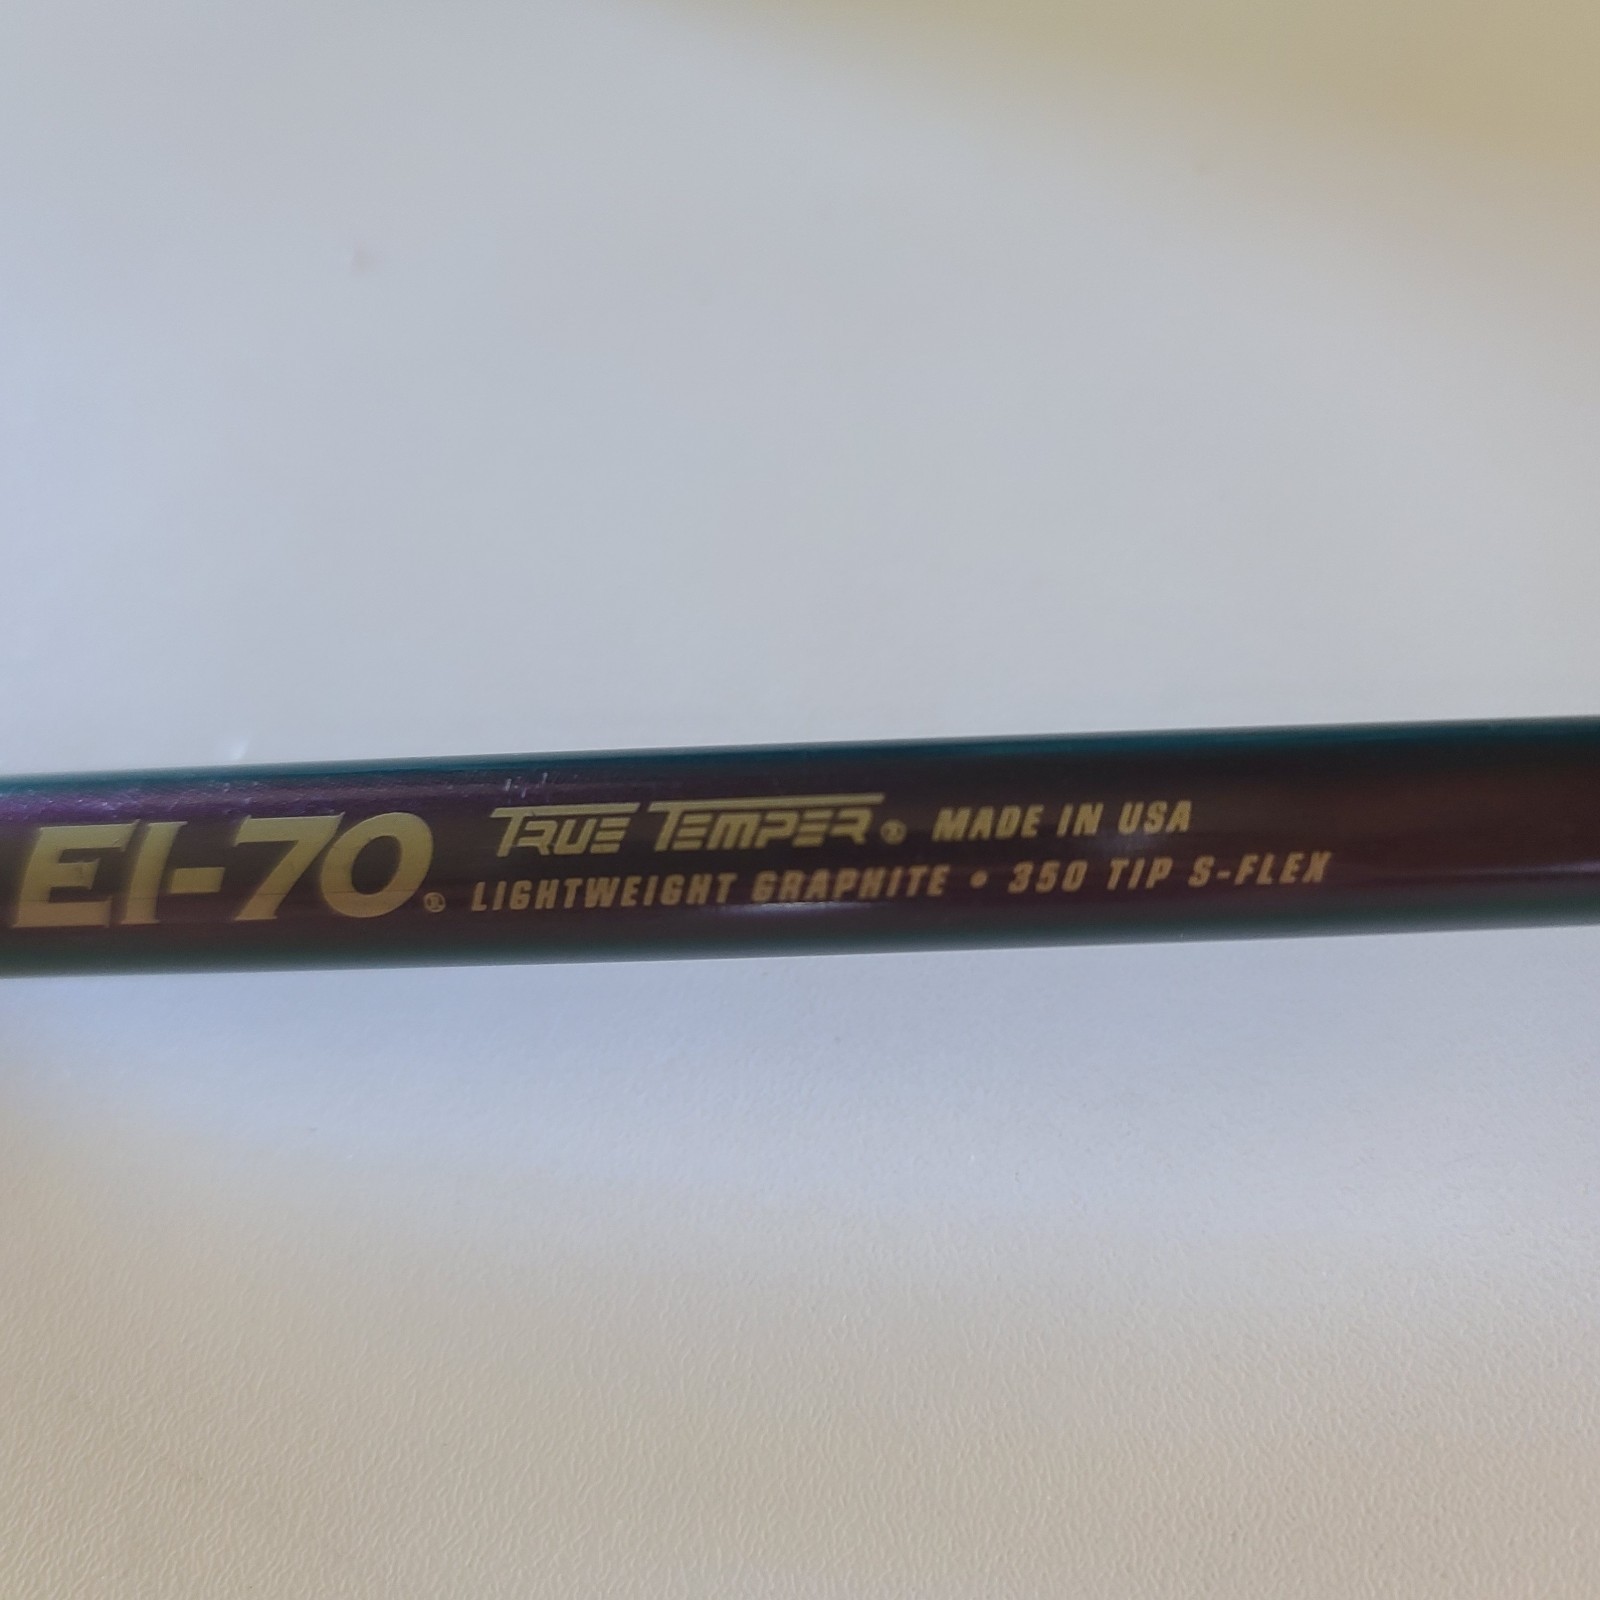 EI-70® TRUE TEMPER® MADE IN USA
LIGHTWEIGHT GRAPHITE • 350 TIP S-FLEX